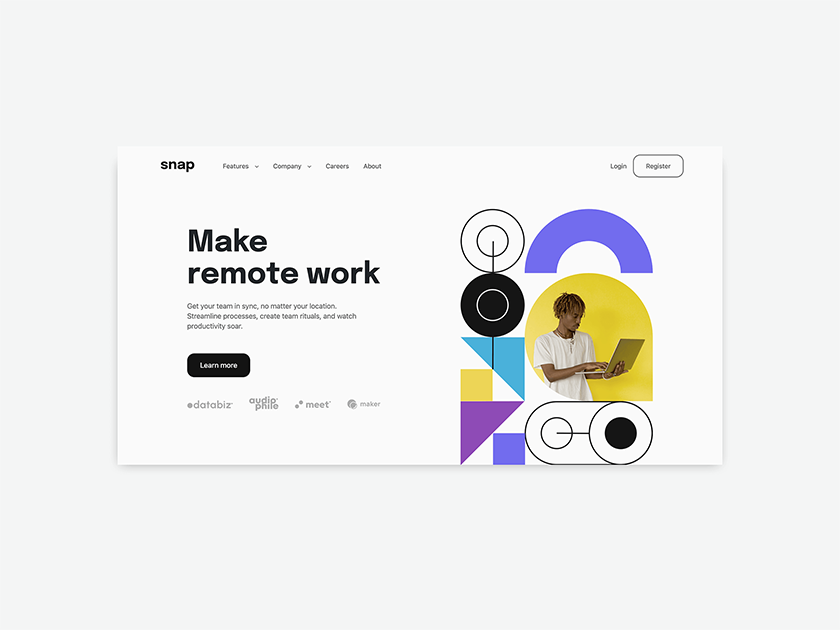 snap Features Company Careers About Login Register
Make
remote work
Get your team in sync, no matter your location.
Streamline processes, create team rituals, and watch
productivity soar.
Learn more
databiz audiophile meet maker